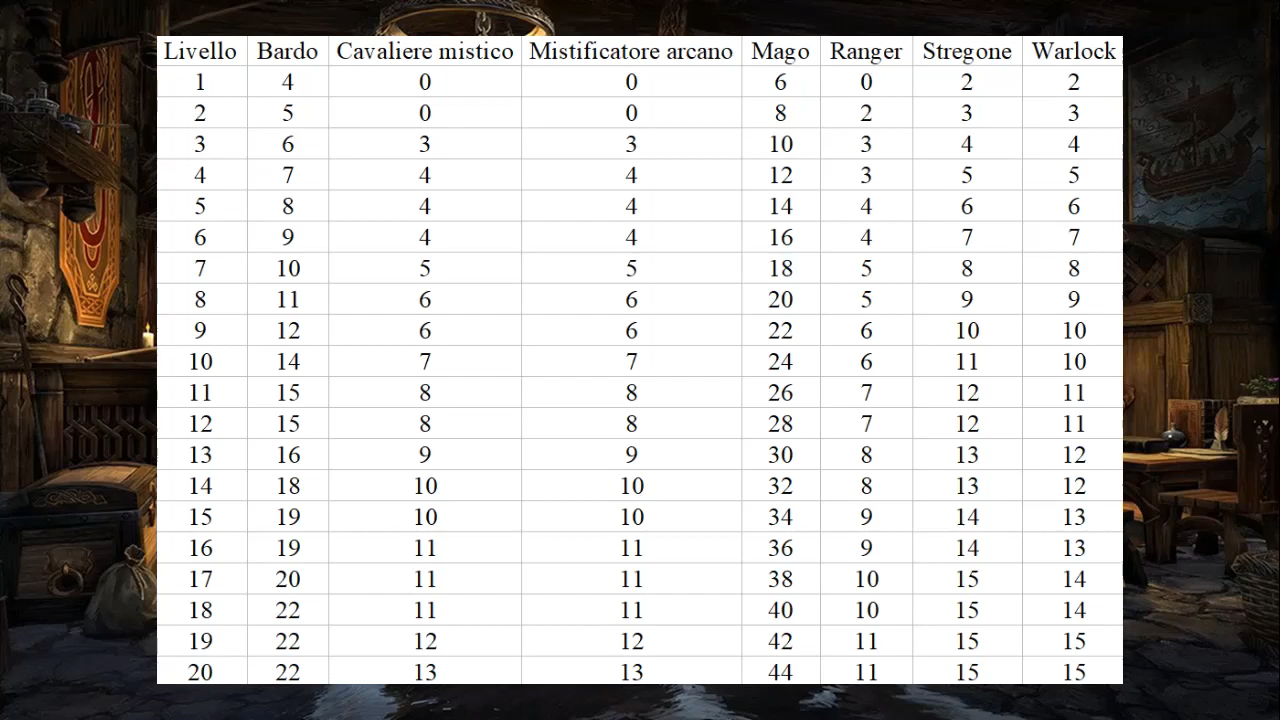 Livello Bardo Cavaliere mistico Mistificatore arcano Mago Ranger Stregone Warlock
1 4 0 0 6 0 2 2
2 5 0 0 8 2 3 3
3 6 3 3 10 3 4 4
4 7 4 4 12 3 5 5
5 8 4 4 14 4 6 6
6 9 4 4 16 4 7 7
7 10 5 5 18 5 8 8
8 11 6 6 20 5 9 9
9 12 6 6 22 6 10 10
10 14 7 7 24 6 11 10
11 15 8 8 26 7 12 11
12 15 8 8 28 7 12 11
13 16 9 9 30 8 13 12
14 18 10 10 32 8 13 12
15 19 10 10 34 9 14 13
16 19 11 11 36 9 14 13
17 20 11 11 38 10 15 14
18 22 11 11 40 10 15 14
19 22 12 12 42 11 15 15
20 22 13 13 44 11 15 15